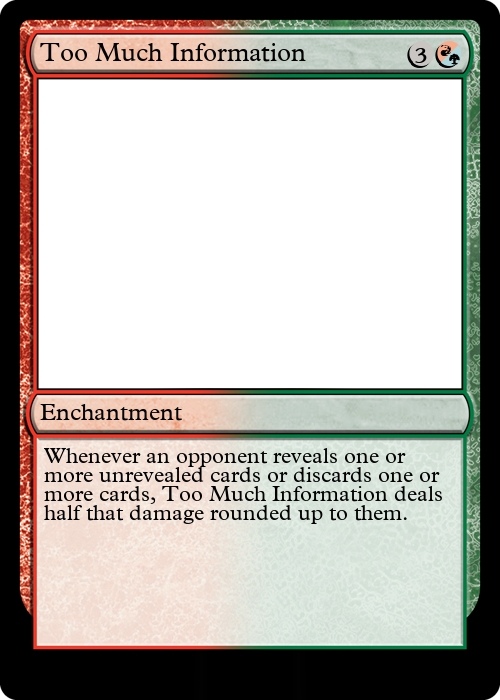 Too Much Information 3
Enchantment
Whenever an opponent reveals one or
more unrevealed cards or discards one or
more cards, Too Much Information deals
half that damage rounded up to them.